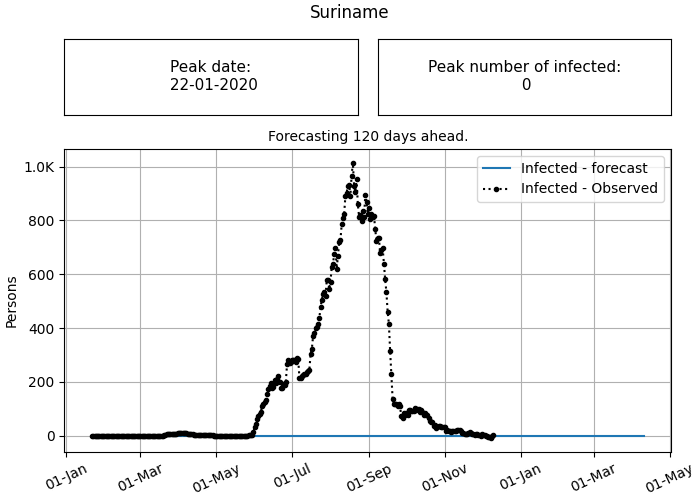 Suriname
Peak date:
22-01-2020
Peak number of infected:
0
Forecasting 120 days ahead.
Infected - forecast
Infected - Observed
Persons
1.0K
800
600
400
200
0
01-Jan
01-Mar
01-May
01-Jul
01-Sep
01-Nov
01-Jan
01-Mar
01-May